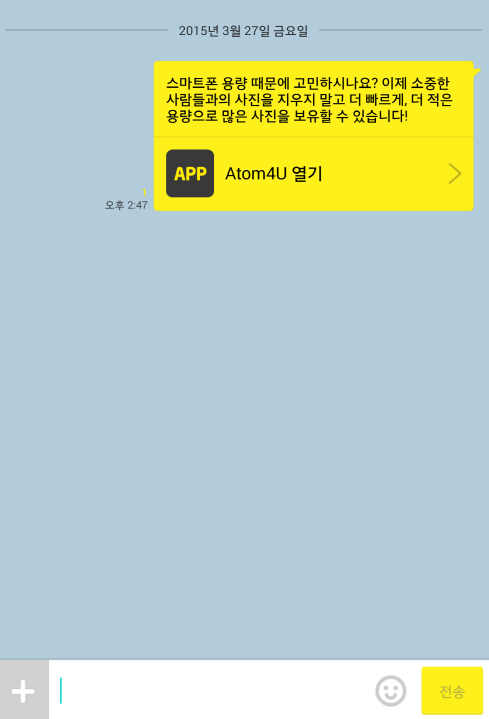 2015년 3월 27일 금요일
스마트폰 용량 때문에 고민하시나요? 이제 소중한
사람들과의 사진을 지우지 말고 더 빠르게, 더 적은
용량으로 많은 사진을 보유할 수 있습니다!
APP Atom4U 열기
1
오후 2:47
전송